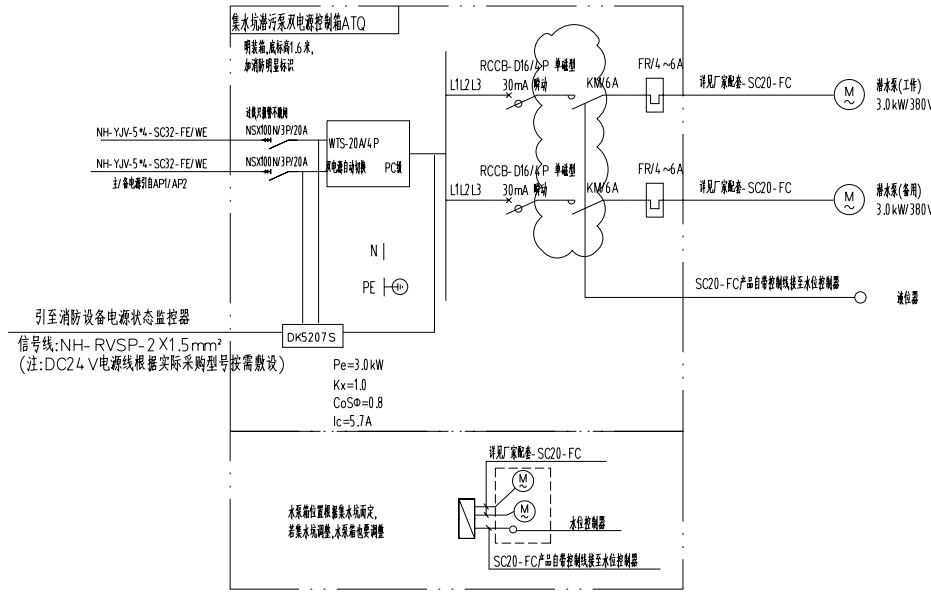 集水坑潜污泵双电源控制箱ATQ
明装箱,底标高1.6米,
加消防明显标识
过载只报警不跳闸
NH-YJV-5*4-SC32-FE/WE
NSX100N/3P/20A
NH-YJV-5*4-SC32-FE/WE
NSX100N/3P/20A
主/备电源引自AP1/AP2
WTS-20A/4P
双电源自动切换 PC级
L1L2L3
RCCB-D16/4P 单磁型
30mA 瞬动
KM/6A
FR/4~6A
详见厂家配套-SC20-FC
M
~
潜水泵(工作)
3.0kW/380V
L1L2L3
RCCB-D16/4P 单磁型
30mA 瞬动
KM/6A
FR/4~6A
详见厂家配套-SC20-FC
M
~
潜水泵(备用)
3.0kW/380V
N
PE
SC20-FC产品自带控制线接至水位控制器
液位器
引至消防设备电源状态监控器
DK5207S
信号线:NH-RVSP-2X1.5mm²
(注:DC24V电源线根据实际采购型号按需敷设)
Pe=3.0kW
Kx=1.0
CoSΦ=0.8
Ic=5.7A
详见厂家配套-SC20-FC
M
~
M
~
水泵箱位置根据集水坑而定,
若集水坑调整,水泵箱也要调整
水位控制器
SC20-FC产品自带控制线接至水位控制器